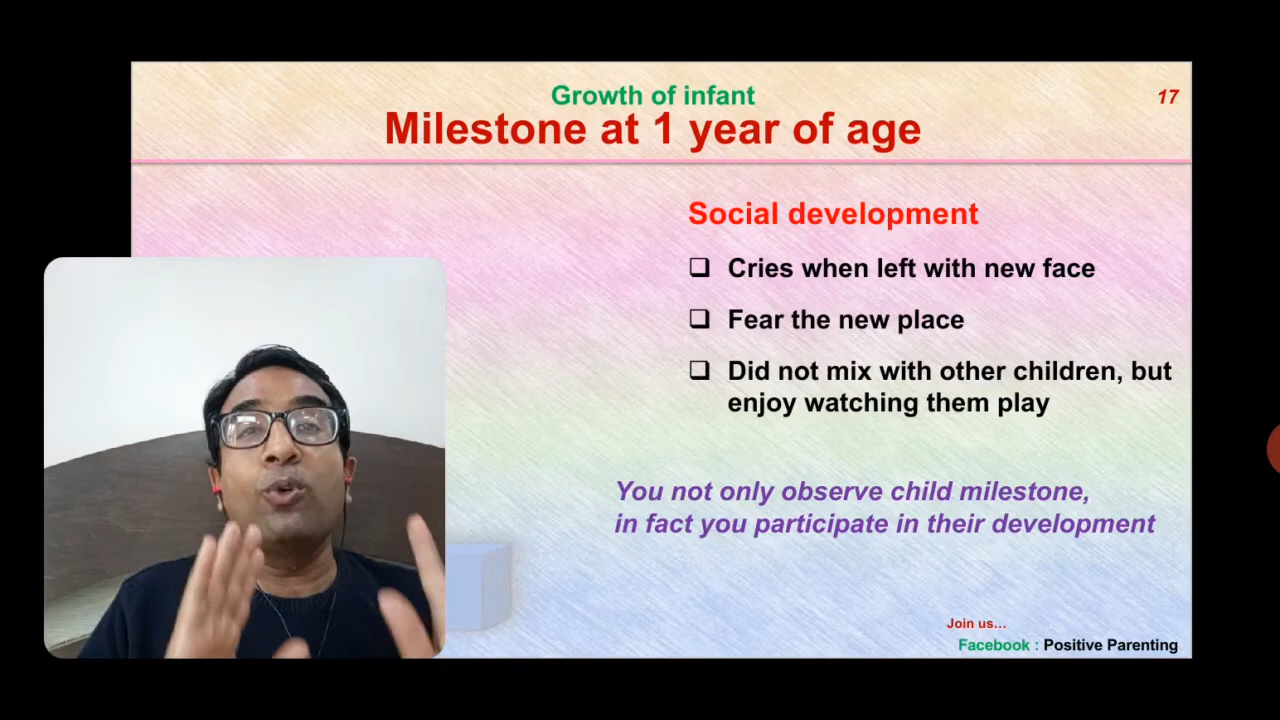 Growth of infant
Milestone at 1 year of age
17
Social development
❑ Cries when left with new face
❑ Fear the new place
❑ Did not mix with other children, but
enjoy watching them play
You not only observe child milestone,
in fact you participate in their development
Join us…
Facebook : Positive Parenting